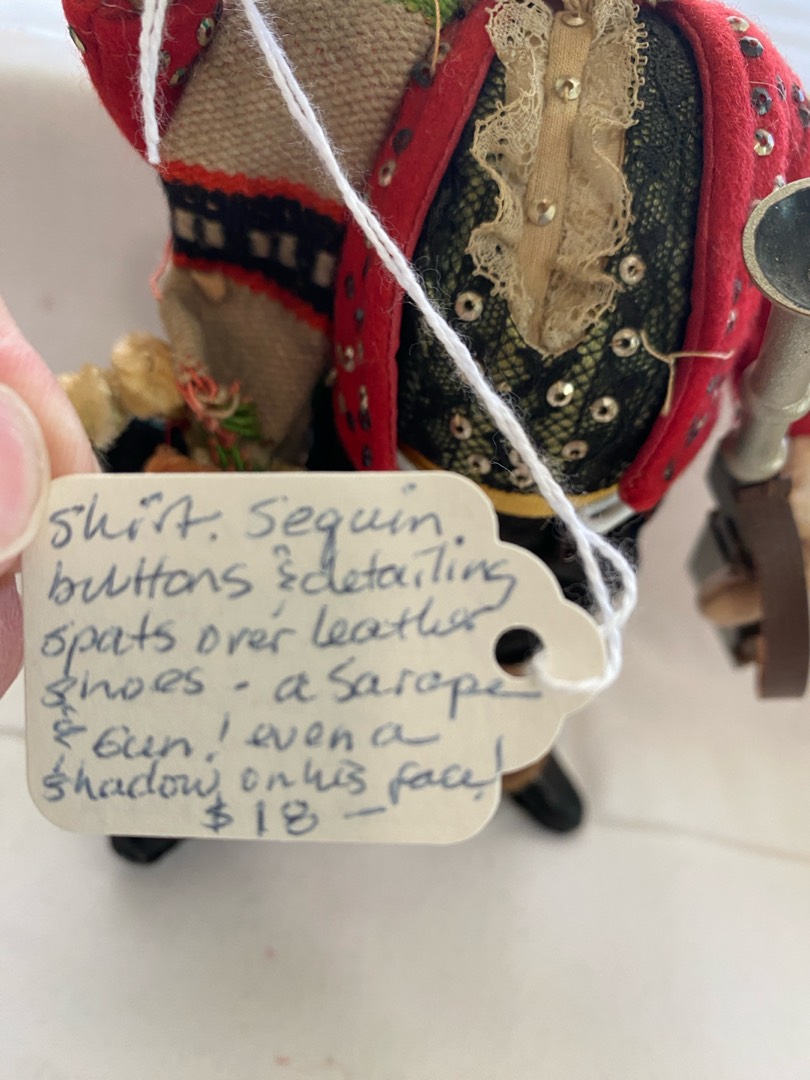 shirt. Sequin
buttons & detailing
spats over leather
shoes - a Sarape
& Gun! even a
shadow on his face!
$18 -